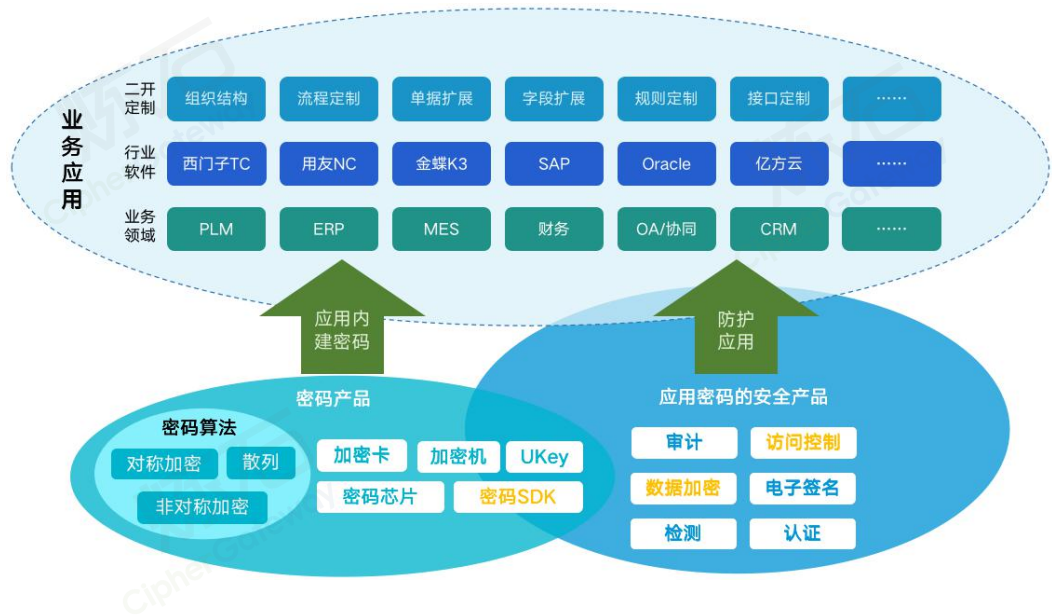 业务应用
二开
定制
组织结构
流程定制
单据扩展
字段扩展
规则定制
接口定制
……
行业
软件
西门子TC
用友NC
金蝶K3
SAP
Oracle
亿方云
……
业务
领域
PLM
ERP
MES
财务
OA/协同
CRM
……
应用内
建密码
防护
应用
密码产品
密码算法
对称加密
散列
非对称加密
加密卡
加密机
UKey
密码芯片
密码SDK
应用密码的安全产品
审计
访问控制
数据加密
电子签名
检测
认证
炼石
CipherGateway